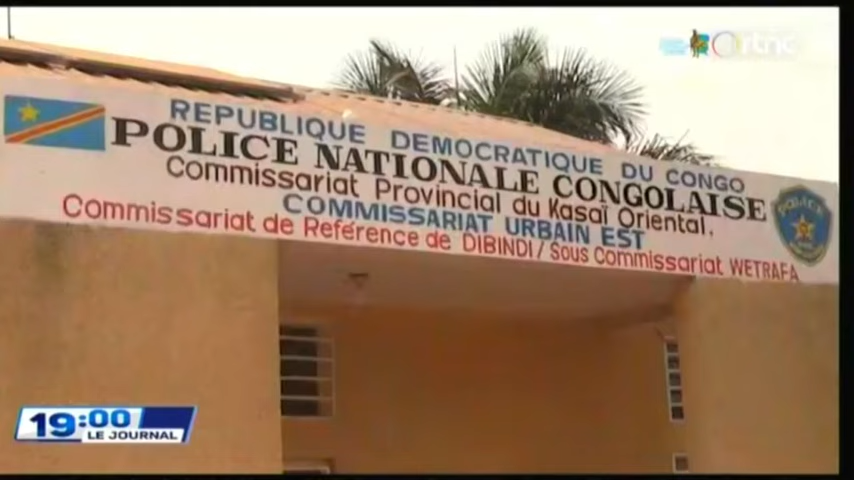 rtnc
REPUBLIQUE DEMOCRATIQUE DU CONGO
POLICE NATIONALE CONGOLAISE
Commissariat Provincial du Kasaï Oriental.
COMMISSARIAT URBAIN EST
Commissariat de Reférence de DIBINDI / Sous Commissariat WETRAFA
POLICE
19:00
LE JOURNAL